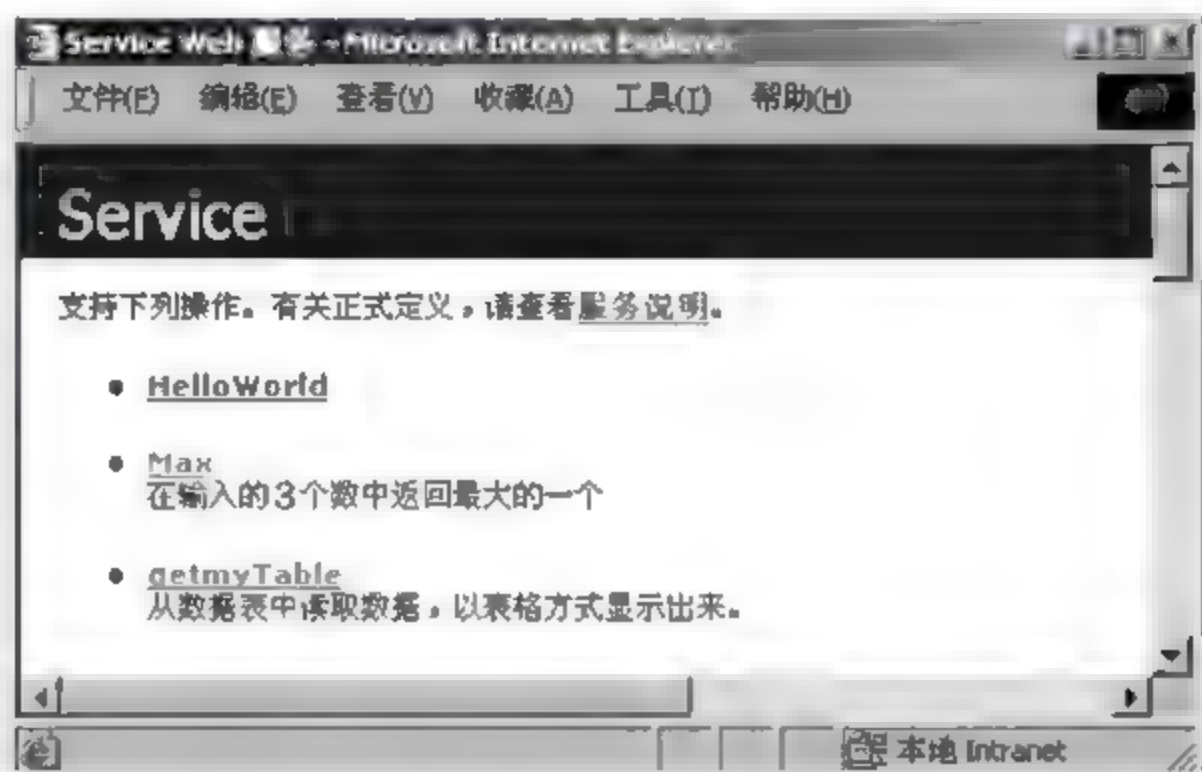 Service Web 服务 - Microsoft Internet Explorer
文件(F) 编辑(E) 查看(V) 收藏(A) 工具(T) 帮助(H)
Service
支持下列操作。有关正式定义，请查看服务说明。
HelloWorld
Max
在输入的3个数中返回最大的一个
getmyTable
从数据表中读取数据，以表格方式显示出来。
本地 Intranet